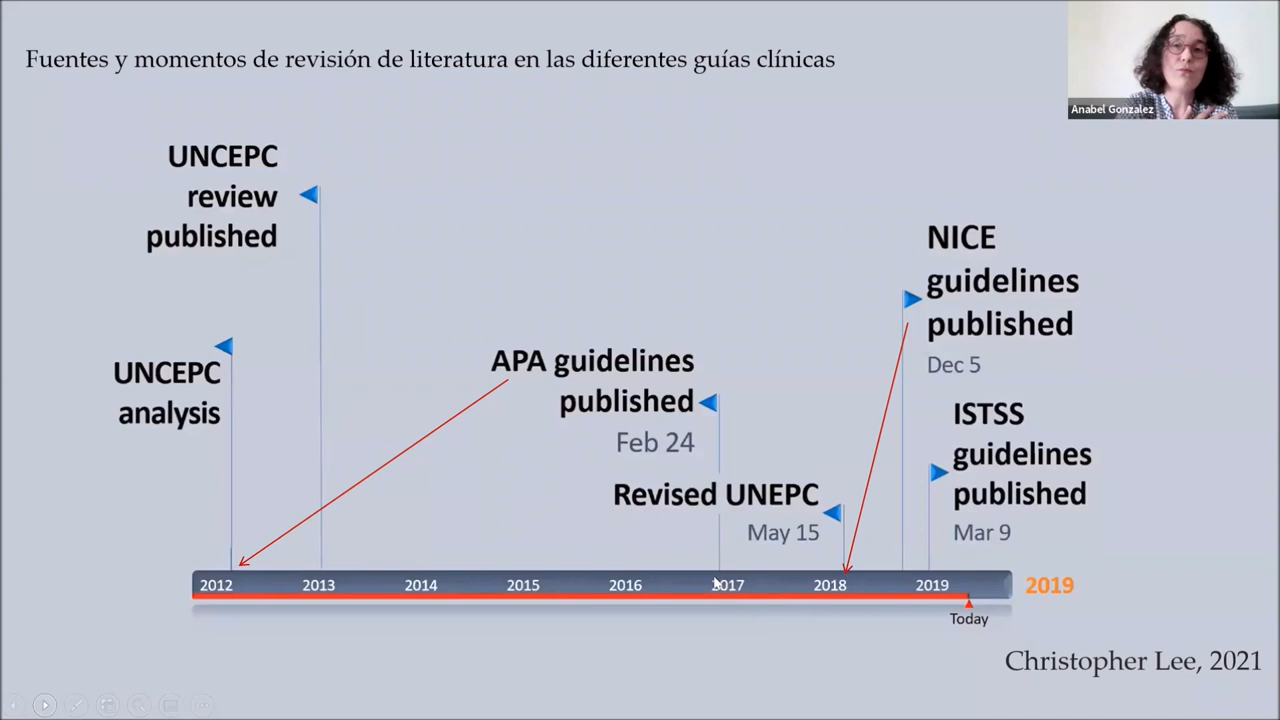 Fuentes y momentos de revisión de literatura en las diferentes guías clínicas
Anabel Gonzalez
UNCEPC
review
published
UNCEPC
analysis
APA guidelines
published
Feb 24
Revised UNEPC
May 15
NICE
guidelines
published
Dec 5
ISTSS
guidelines
published
Mar 9
2012 2013 2014 2015 2016 2017 2018 2019 2019
Today
Christopher Lee, 2021